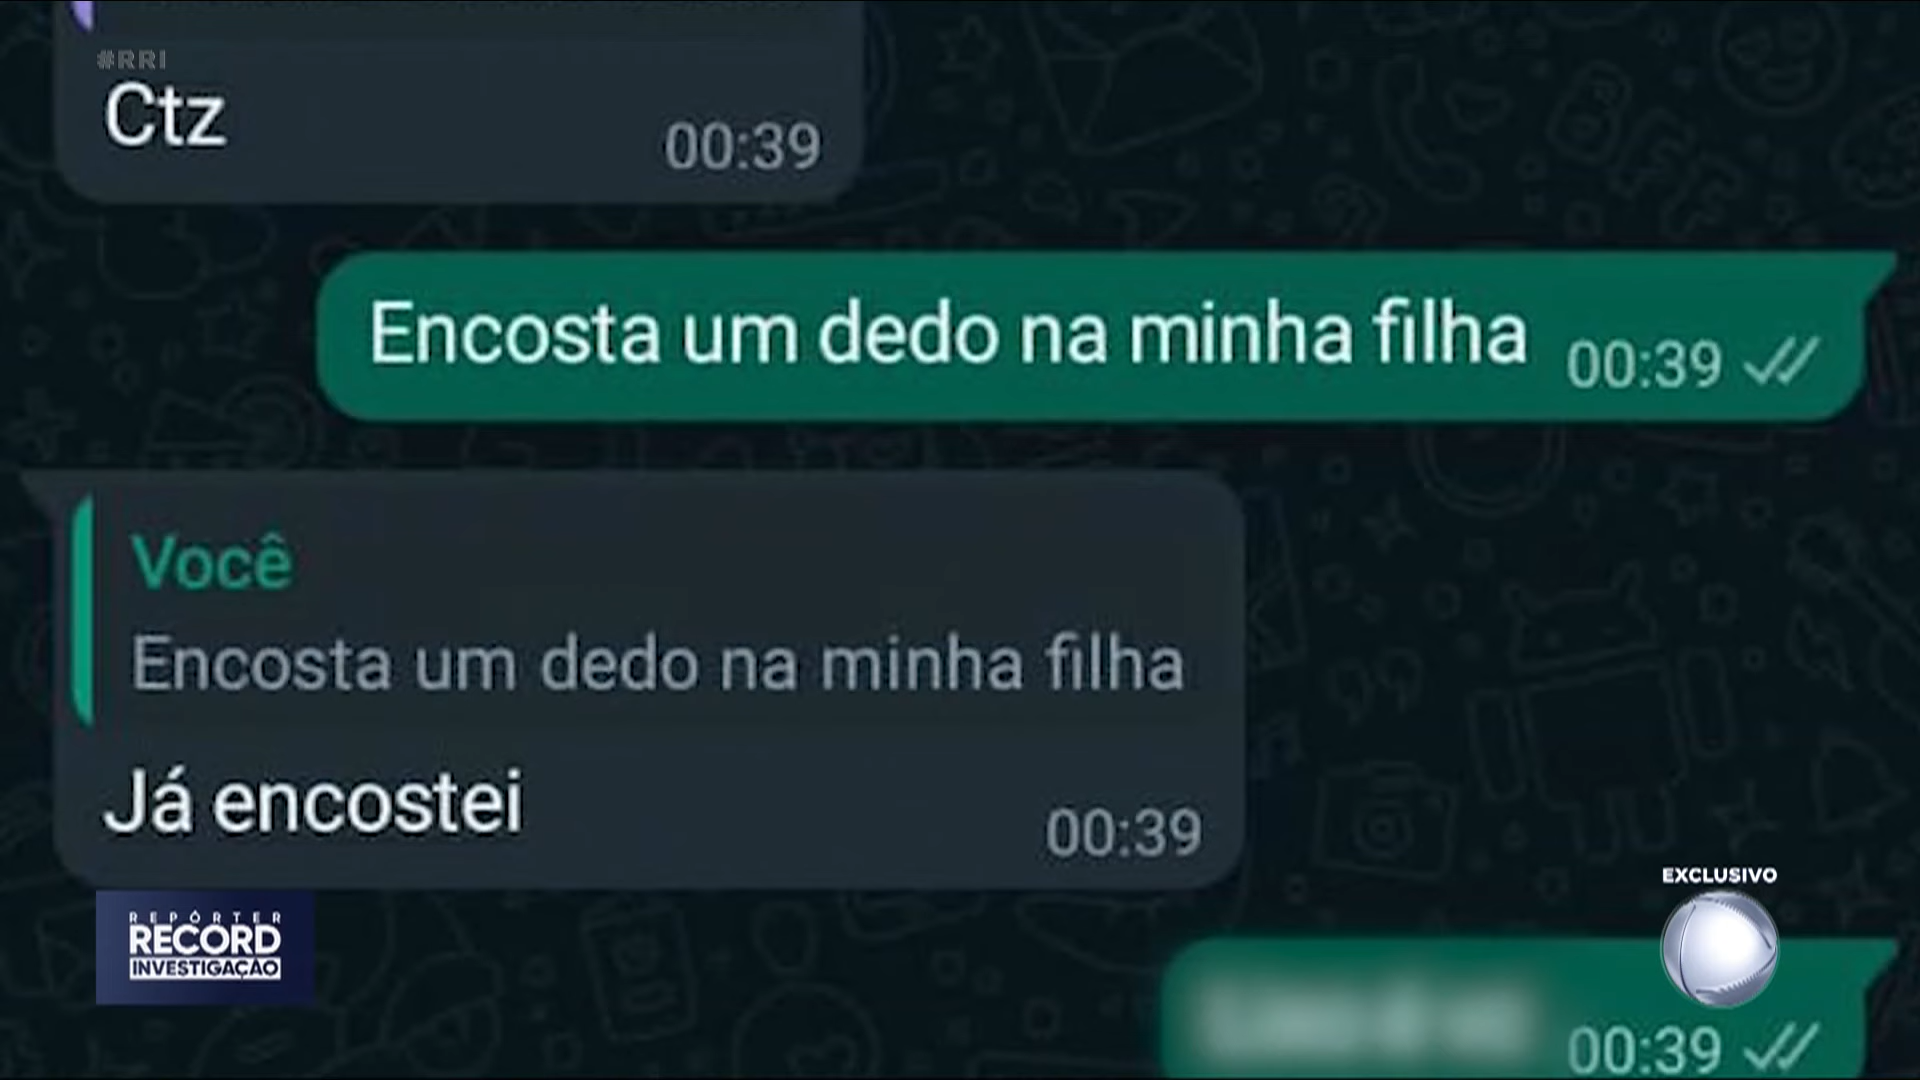 #RRI
Ctz
00:39
Encosta um dedo na minha filha 00:39
Você
Encosta um dedo na minha filha
Já encostei
00:39
EXCLUSIVO
REPÓRTER
RECORD
INVESTIGAÇÃO
00:39